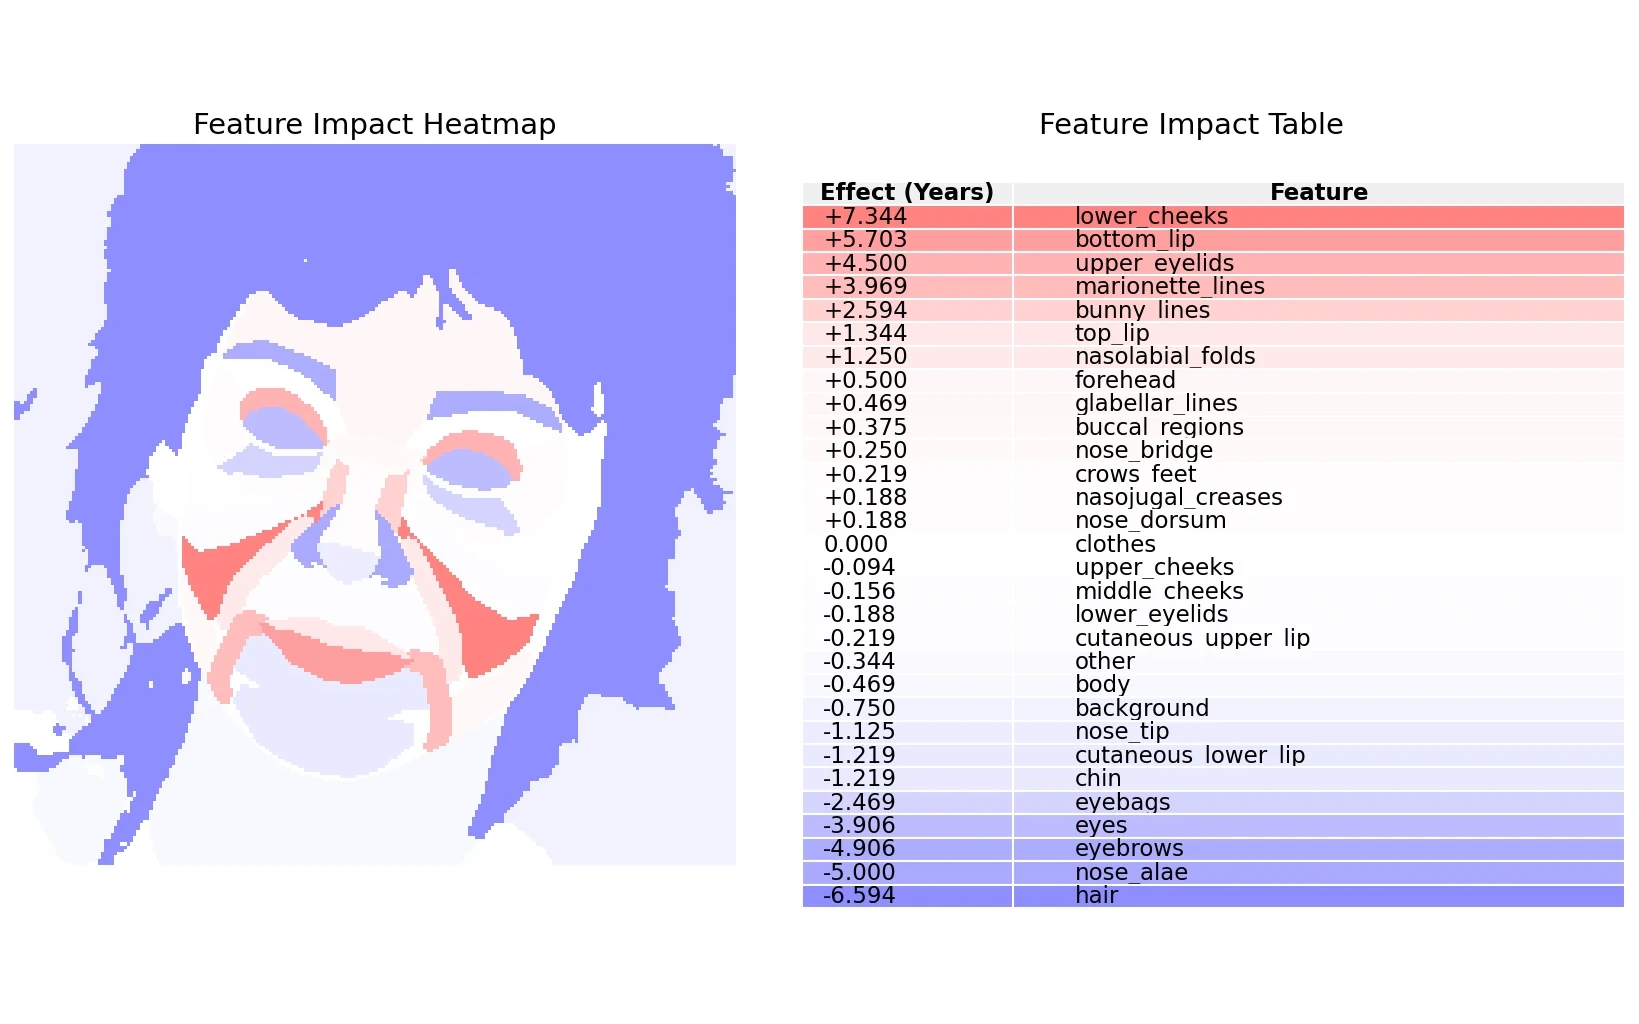 Feature Impact Heatmap
Feature Impact Table
Effect (Years) Feature
+7.344 lower_cheeks
+5.703 bottom_lip
+4.500 upper_eyelids
+3.969 marionette_lines
+2.594 bunny_lines
+1.344 top_lip
+1.250 nasolabial_folds
+0.500 forehead
+0.469 glabellar_lines
+0.375 buccal_regions
+0.250 nose_bridge
+0.219 crows_feet
+0.188 nasojugal_creases
+0.188 nose_dorsum
0.000 clothes
-0.094 upper_cheeks
-0.156 middle_cheeks
-0.188 lower_eyelids
-0.219 cutaneous_upper_lip
-0.344 other
-0.469 body
-0.750 background
-1.125 nose_tip
-1.219 cutaneous_lower_lip
-1.219 chin
-2.469 eyebags
-3.906 eyes
-4.906 eyebrows
-5.000 nose_alae
-6.594 hair